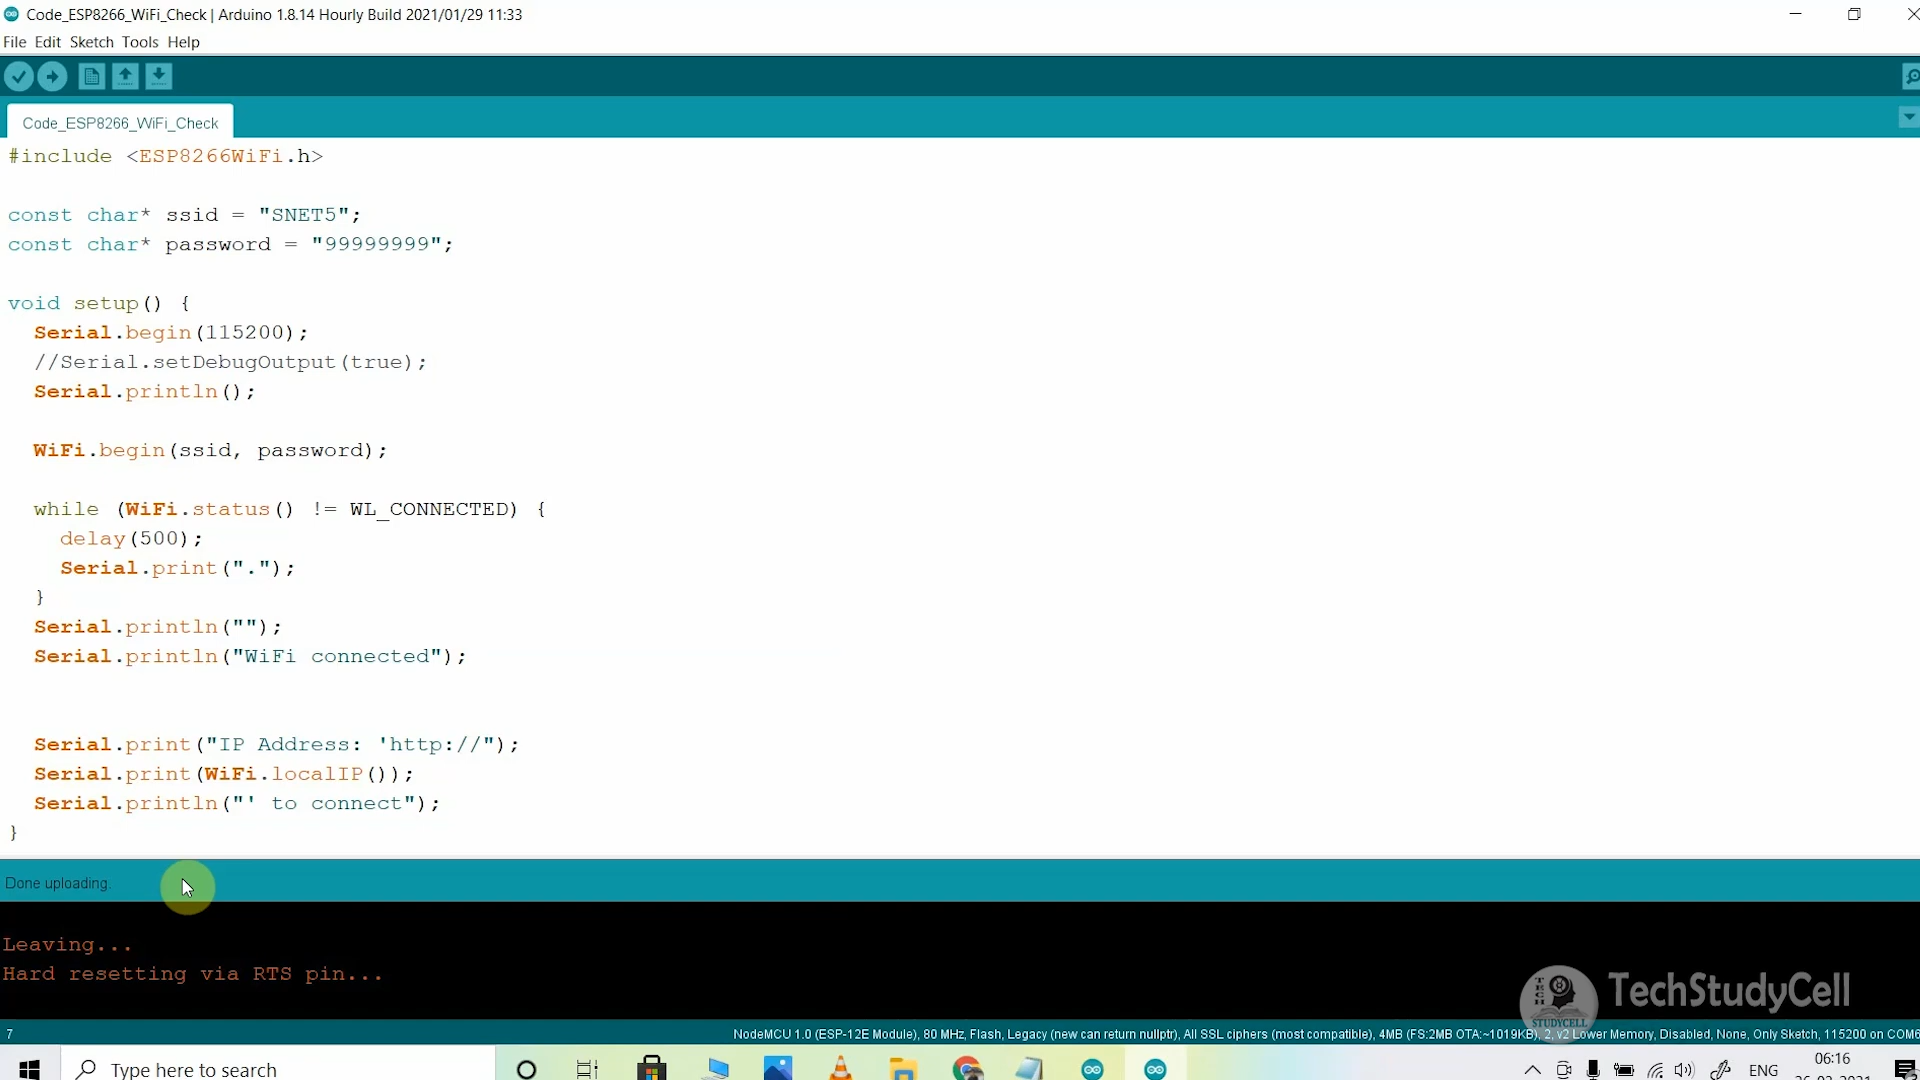 Code_ESP8266_WiFi_Check | Arduino 1.8.14 Hourly Build 2021/01/29 11:33
File Edit Sketch Tools Help
Code_ESP8266_WiFi_Check
#include <ESP8266WiFi.h>
const char* ssid = "SNET5";
const char* password = "99999999";
void setup() {
Serial.begin(115200);
//Serial.setDebugOutput(true);
Serial.println();
WiFi.begin(ssid, password);
while (WiFi.status() != WL_CONNECTED) {
delay(500);
Serial.print(".");
}
Serial.println("");
Serial.println("WiFi connected");
Serial.print("IP Address: 'http://");
Serial.print(WiFi.localIP());
Serial.println("' to connect");
}
Done uploading.
Leaving...
Hard resetting via RTS pin...
TechStudyCell
TECH
STUDYCELL
7
NodeMCU 1.0 (ESP-12E Module), 80 MHz, Flash, Legacy (new can return nullptr), All SSL ciphers (most compatible), 4MB (FS:2MB OTA:~1019KB), 2, v2 Lower Memory, Disabled, None, Only Sketch, 115200 on COM6
Type here to search
ENG
06:16